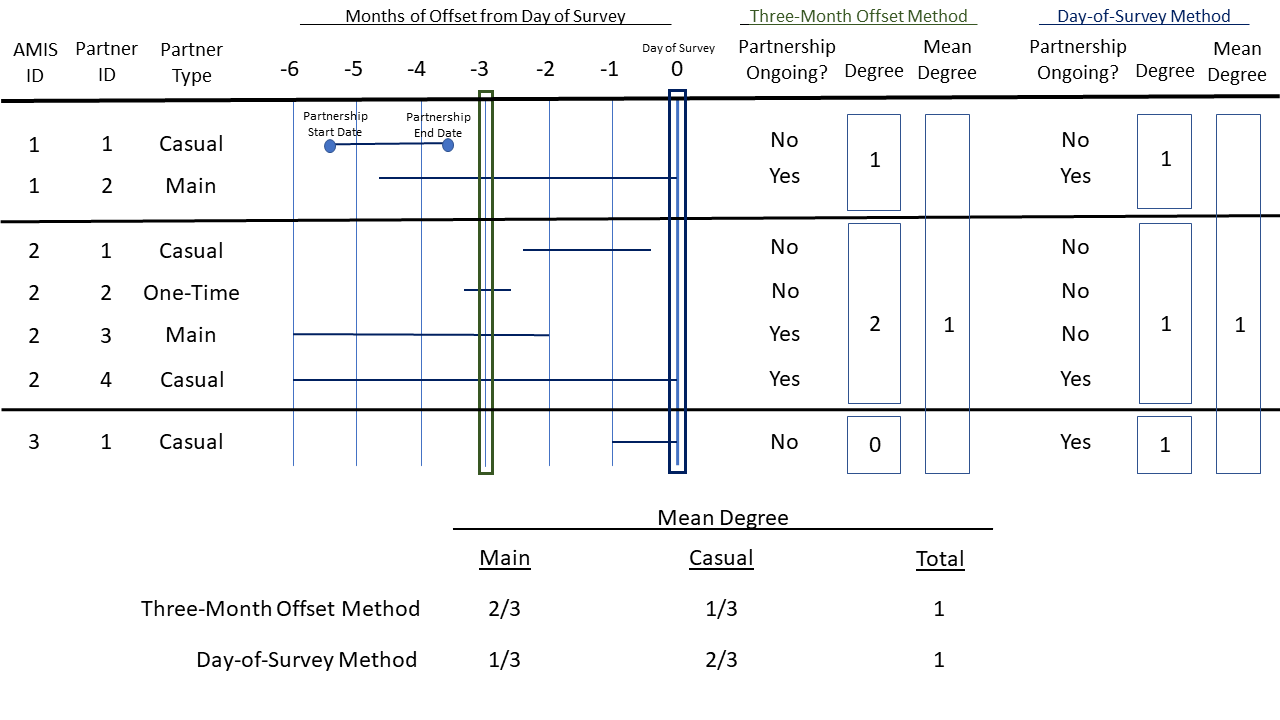 Months of Offset from Day of Survey
Three-Month Offset Method
Day-of-Survey Method
AMIS ID
Partner ID
Partner Type
-6 -5 -4 -3 -2 -1 0
Day of Survey
Partnership Ongoing?
Degree
Mean Degree
Partnership Ongoing?
Degree
Mean Degree
Partnership Start Date
Partnership End Date
1 1 Casual No 1 No 1
1 2 Main Yes Yes
2 1 Casual No No
2 2 One-Time No No
2 3 Main Yes 2 1 No 1 1
2 4 Casual Yes Yes
3 1 Casual No 0 Yes 1
Mean Degree
Main Casual Total
Three-Month Offset Method 2/3 1/3 1
Day-of-Survey Method 1/3 2/3 1